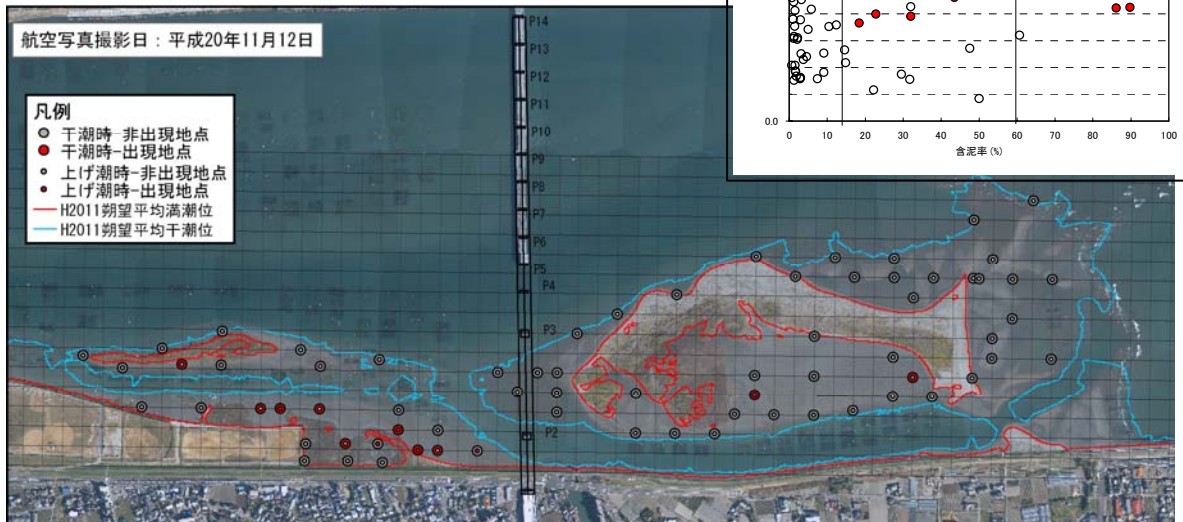 航空写真撮影日：平成20年11月12日
凡例
干潮時-非出現地点
干潮時-出現地点
上げ潮時-非出現地点
上げ潮時-出現地点
H2011朔望平均満潮位
H2011朔望平均干潮位
P14
P13
P12
P11
P10
P9
P8
P7
P6
P5
P4
P3
P2
0.0
0 10 20 30 40 50 60 70 80 90 100
含泥率(%)